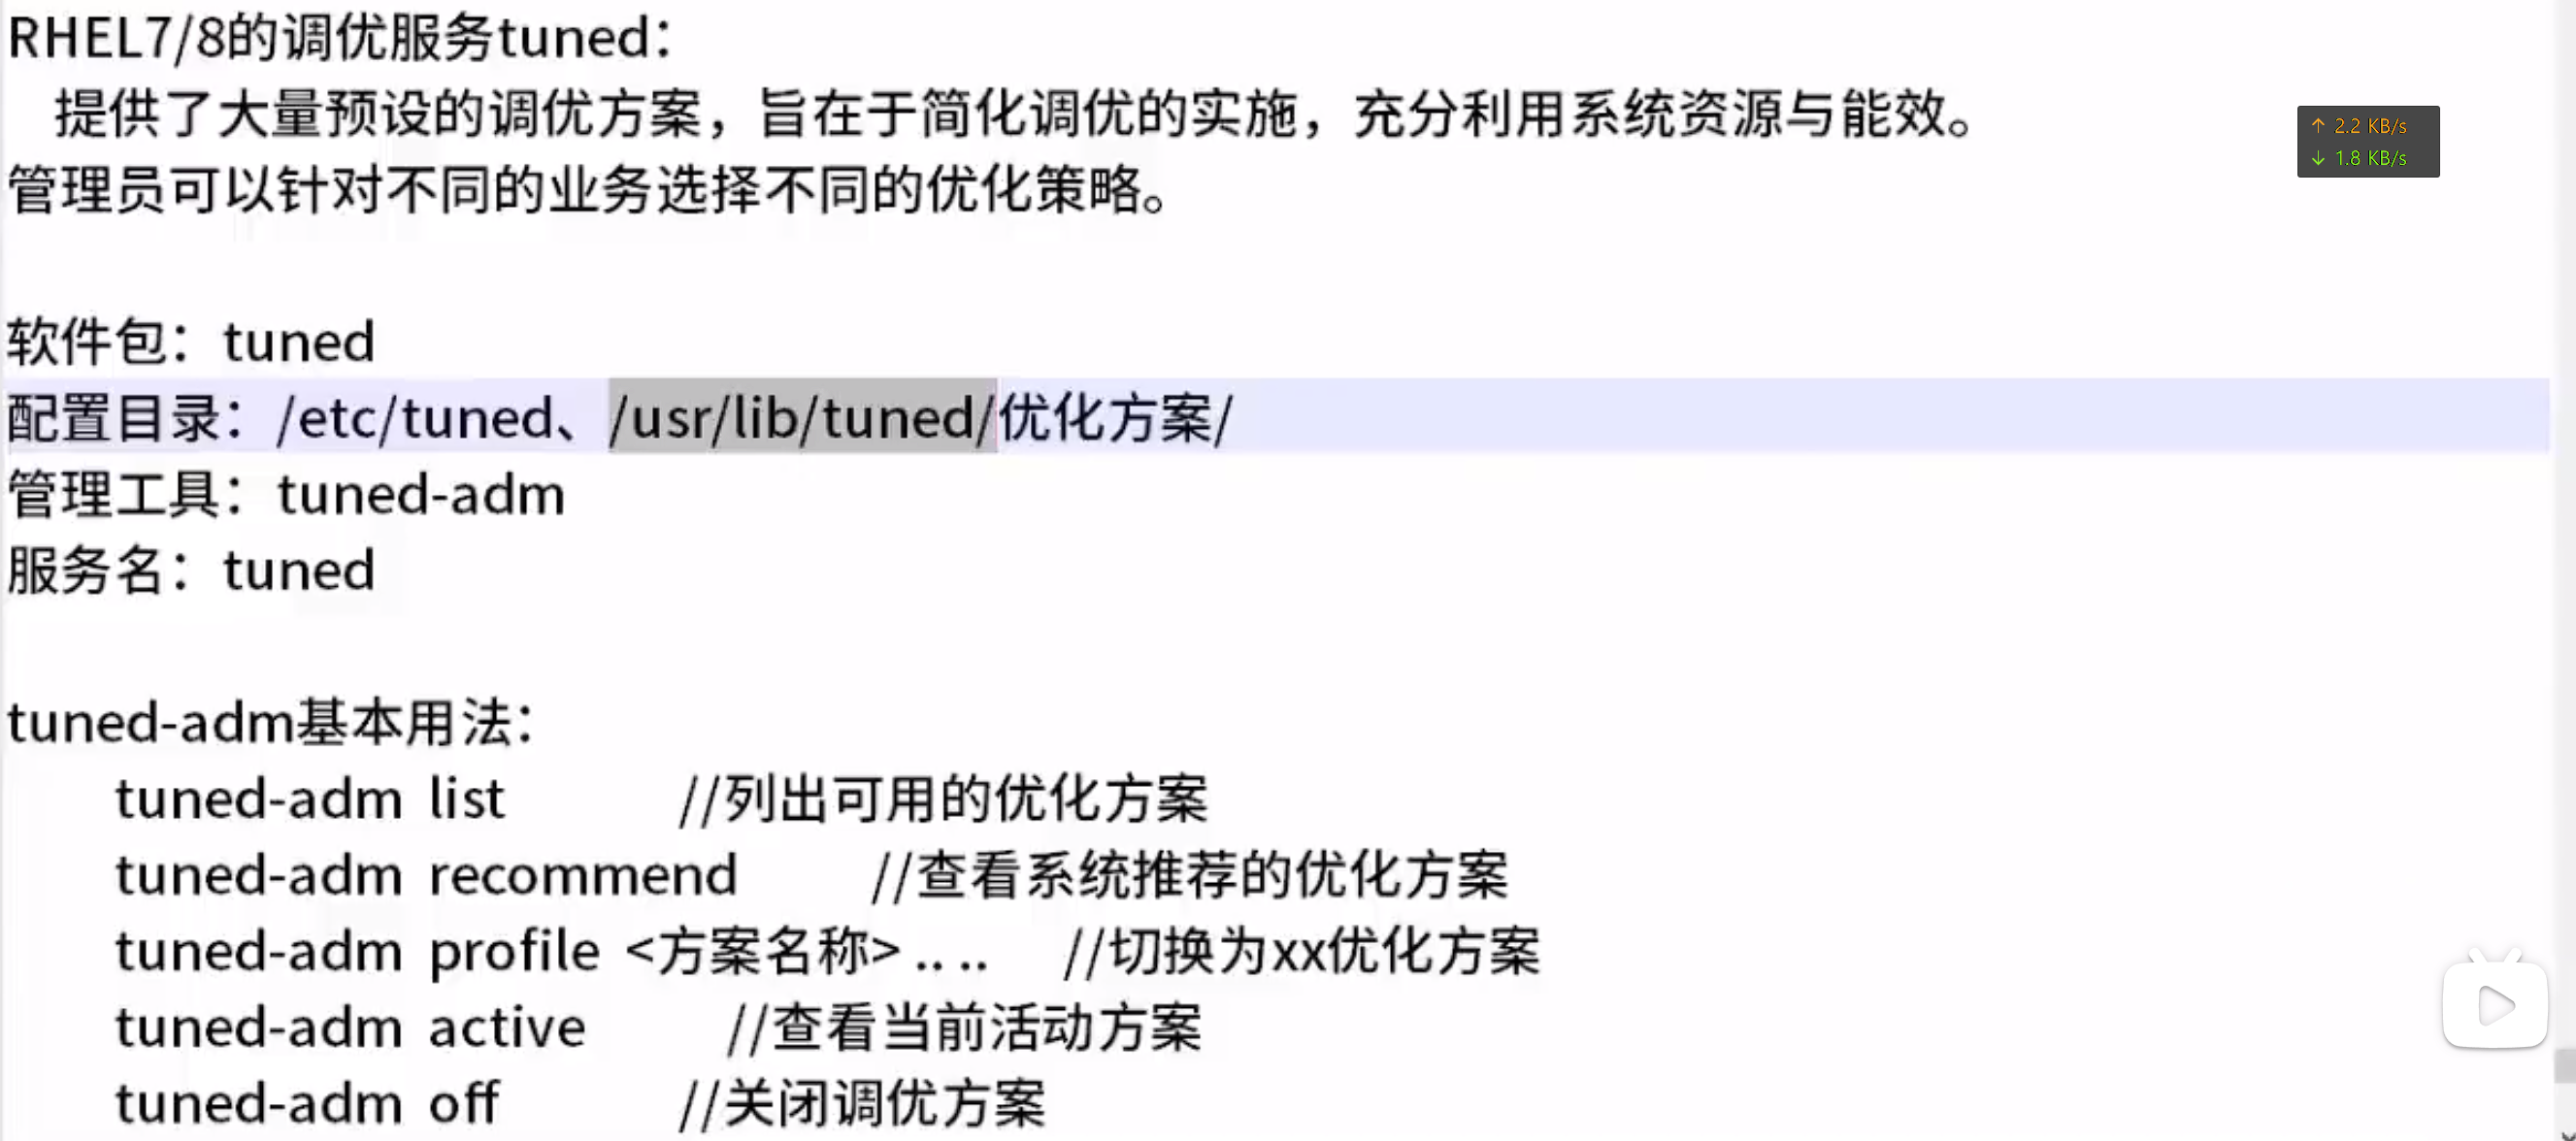 RHEL7/8的调优服务tuned：
提供了大量预设的调优方案，旨在于简化调优的实施，充分利用系统资源与能效。
管理员可以针对不同的业务选择不同的优化策略。
↑ 2.2 KB/s
↓ 1.8 KB/s
软件包：tuned
配置目录：/etc/tuned、/usr/lib/tuned/优化方案/
管理工具：tuned-adm
服务名：tuned
tuned-adm基本用法：
tuned-adm list //列出可用的优化方案
tuned-adm recommend //查看系统推荐的优化方案
tuned-adm profile <方案名称> .. .. //切换为xx优化方案
tuned-adm active //查看当前活动方案
tuned-adm off //关闭调优方案